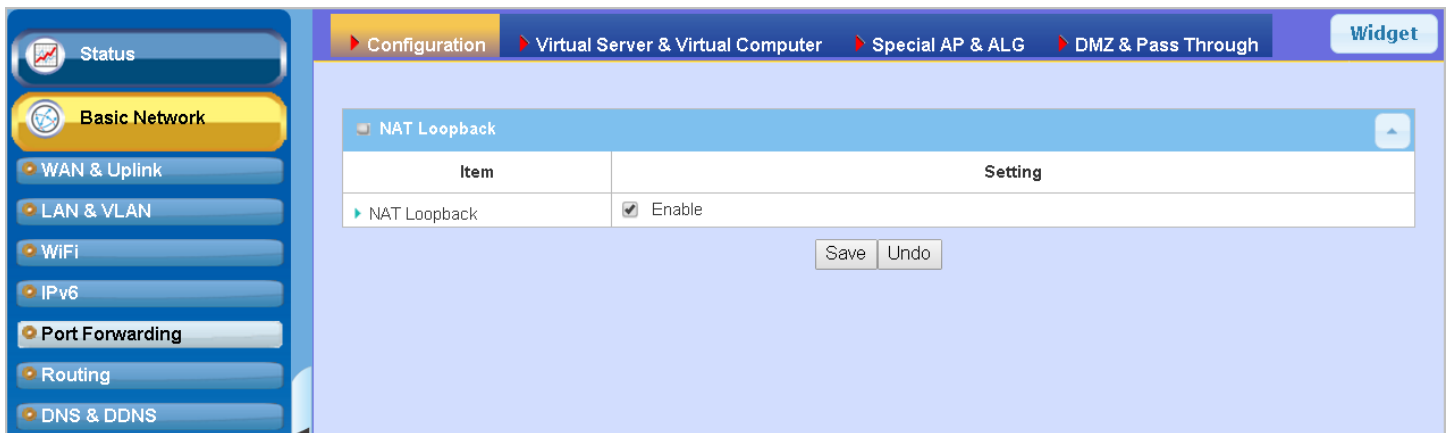 Status
Basic Network
WAN & Uplink
LAN & VLAN
WiFi
IPv6
Port Forwarding
Routing
DNS & DDNS
Configuration
Virtual Server & Virtual Computer
Special AP & ALG
DMZ & Pass Through
Widget
NAT Loopback
Item
Setting
NAT Loopback
Enable
Save
Undo